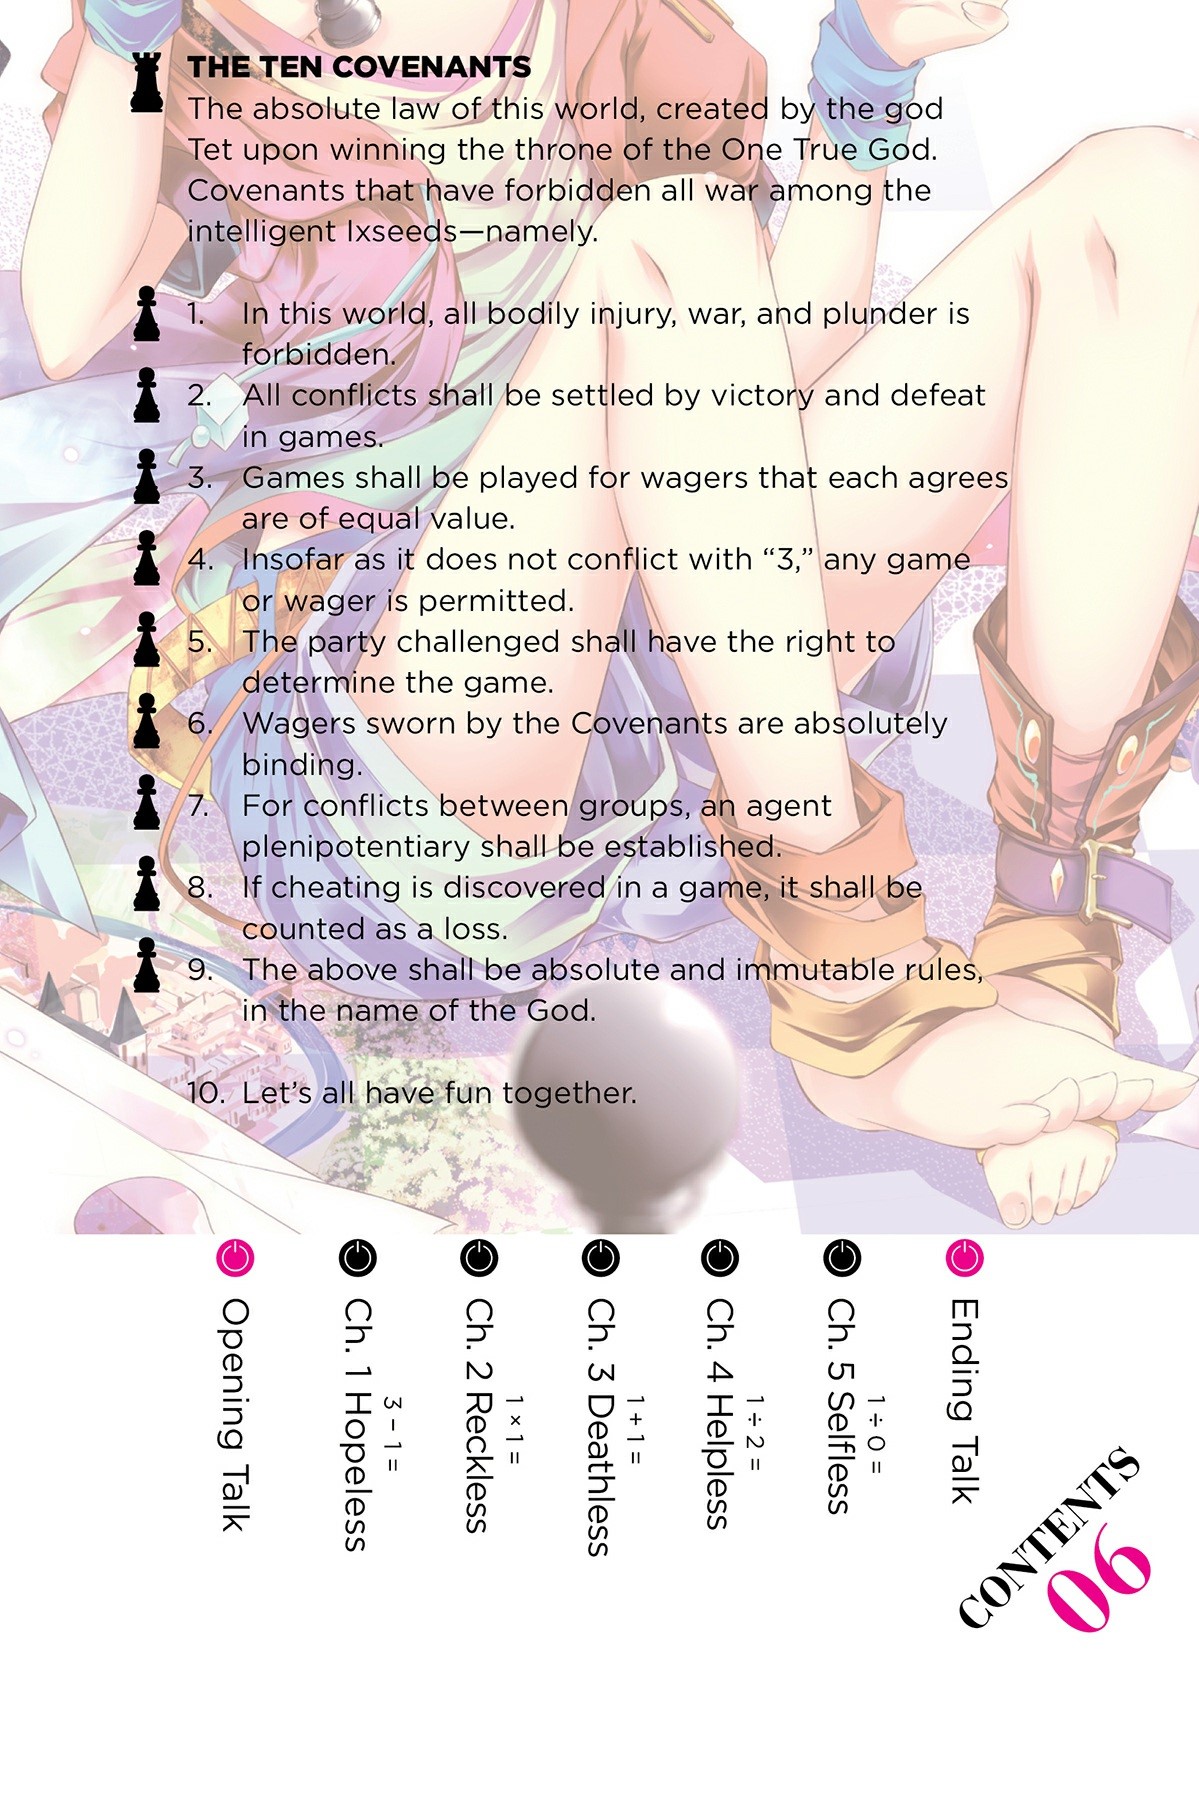 THE TEN COVENANTS
The absolute law of this world, created by the god
Tet upon winning the throne of the One True God.
Covenants that have forbidden all war among the
intelligent Ixseeds—namely.
1. In this world, all bodily injury, war, and plunder is
forbidden.
2. All conflicts shall be settled by victory and defeat
in games.
3. Games shall be played for wagers that each agrees
are of equal value.
4. Insofar as it does not conflict with “3,” any game
or wager is permitted.
5. The party challenged shall have the right to
determine the game.
6. Wagers sworn by the Covenants are absolutely
binding.
7. For conflicts between groups, an agent
plenipotentiary shall be established.
8. If cheating is discovered in a game, it shall be
counted as a loss.
9. The above shall be absolute and immutable rules,
in the name of the God.
10. Let’s all have fun together.
Opening Talk
3 – 1 =
Ch. 1 Hopeless
1 × 1 =
Ch. 2 Reckless
1 + 1 =
Ch. 3 Deathless
1 ÷ 2 =
Ch. 4 Helpless
1 ÷ 0 =
Ch. 5 Selfless
Ending Talk
CONTENTS
06